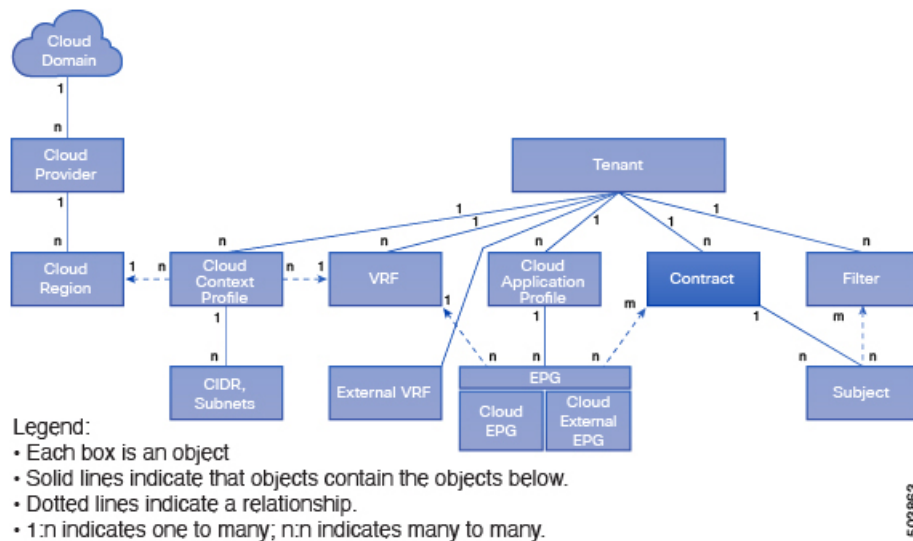 Cloud
Domain
1
n
Cloud
Provider
Tenant
1
n
1
1
1
1
1
n
n
n
n
n
Cloud
Region
1
n
Cloud
Context
Profile
n
1
VRF
Cloud
Application
Profile
Contract
Filter
1
1
1
m
1
m
n
n
n
n
n
n
CIDR,
Subnets
External VRF
EPG
Cloud
EPG
Cloud
External
EPG
Subject
Legend:
• Each box is an object
• Solid lines indicate that objects contain the objects below.
• Dotted lines indicate a relationship.
• 1:n indicates one to many; n:n indicates many to many.
503863